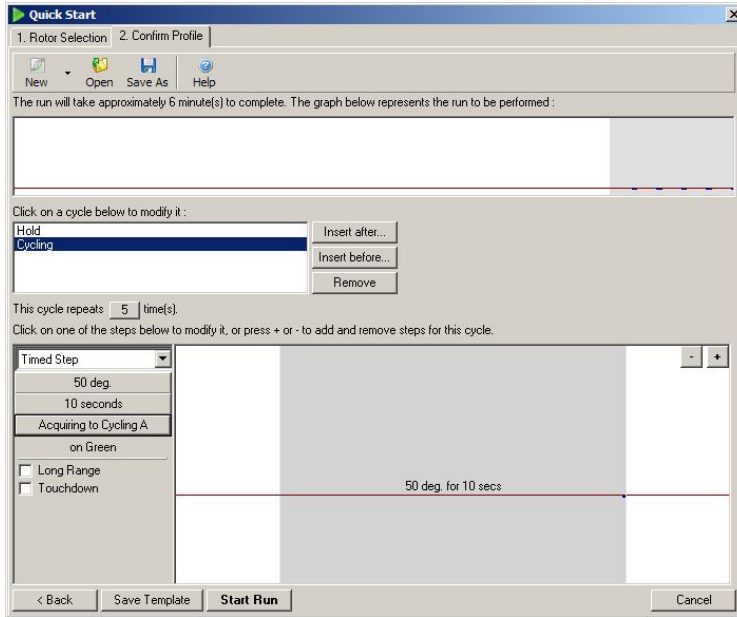 Quick Start
1. Rotor Selection 2. Confirm Profile
New Open Save As Help
The run will take approximately 6 minute(s) to complete. The graph below represents the run to be performed :
Click on a cycle below to modify it :
Hold
Cycling
Insert after...
Insert before...
Remove
This cycle repeats 5 time(s).
Click on one of the steps below to modify it, or press + or - to add and remove steps for this cycle.
Timed Step
- +
50 deg.
10 seconds
Acquiring to Cycling A
on Green
Long Range
Touchdown
50 deg. for 10 secs
< Back Save Template Start Run Cancel